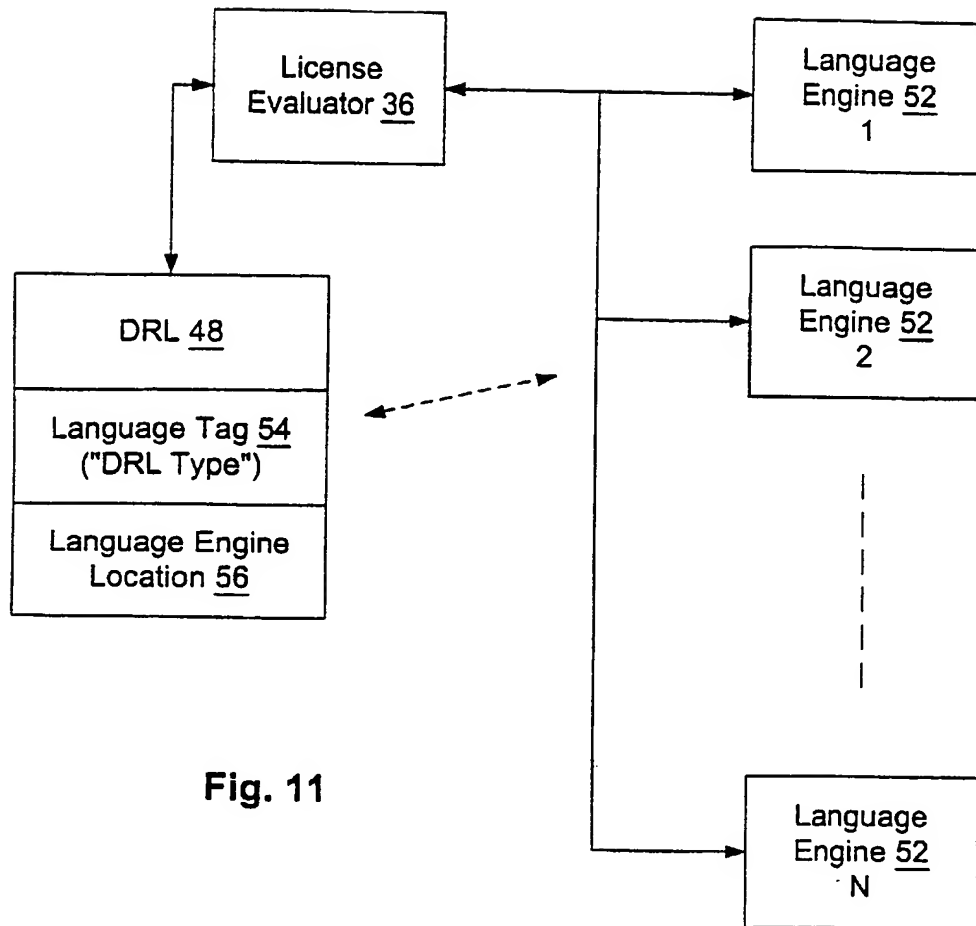 License
Evaluator 36
Language
Engine 52
1
Language
Engine 52
2
DRL 48
Language Tag 54
("DRL Type")
Language Engine
Location 56
Fig. 11
Language
Engine 52
N